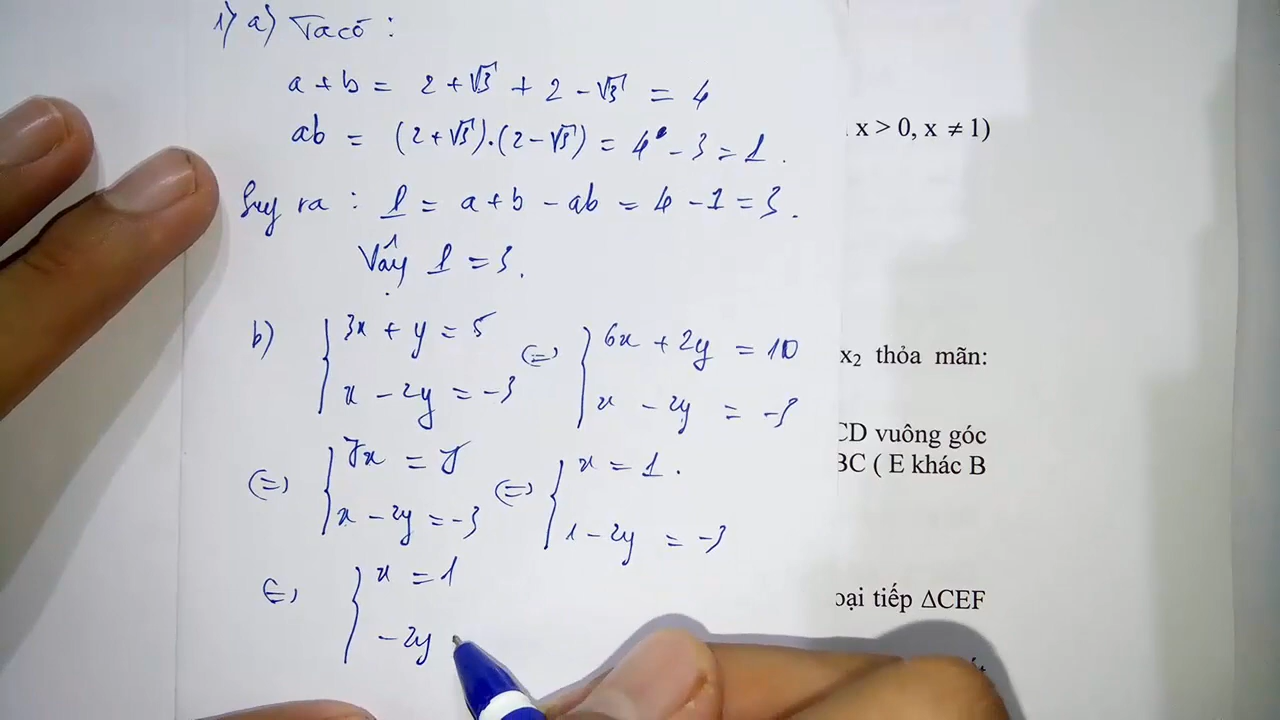 1) a) Ta có :
a + b = 2 + √3 + 2 - √3 = 4
ab = (2+√3).(2-√3) = 4 - 3 = 1.
Suy ra : P = a+b - ab = 4 - 1 = 3.
Vậy P = 3.
b) { 3x + y = 5 (=) { 6x + 2y = 10
x - 2y = -3 x - 2y = -3
(=) { 7x = 7 (=) { x = 1.
x - 2y = -3 1 - 2y = -3
(=) { x = 1
- 2y
x > 0, x ≠ 1)
x₂ thỏa mãn:
CD vuông góc
BC ( E khác B
tiếp ΔCEF